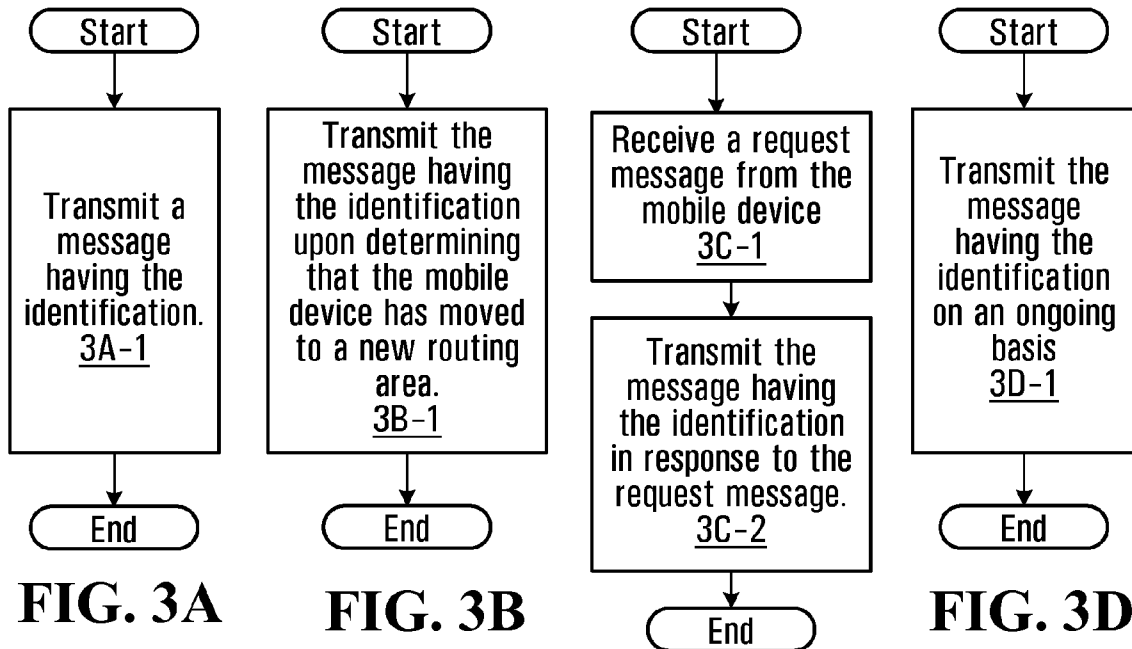 Start
Transmit a
message
having the
identification.
3A-1
End
FIG. 3A
Start
Transmit the
message having
the identification
upon determining
that the mobile
device has moved
to a new routing
area.
3B-1
End
FIG. 3B
Start
Receive a request
message from the
mobile device
3C-1
Transmit the
message having
the identification
in response to the
request message.
3C-2
End
Start
Transmit the
message
having the
identification
on an ongoing
basis
3D-1
End
FIG. 3D